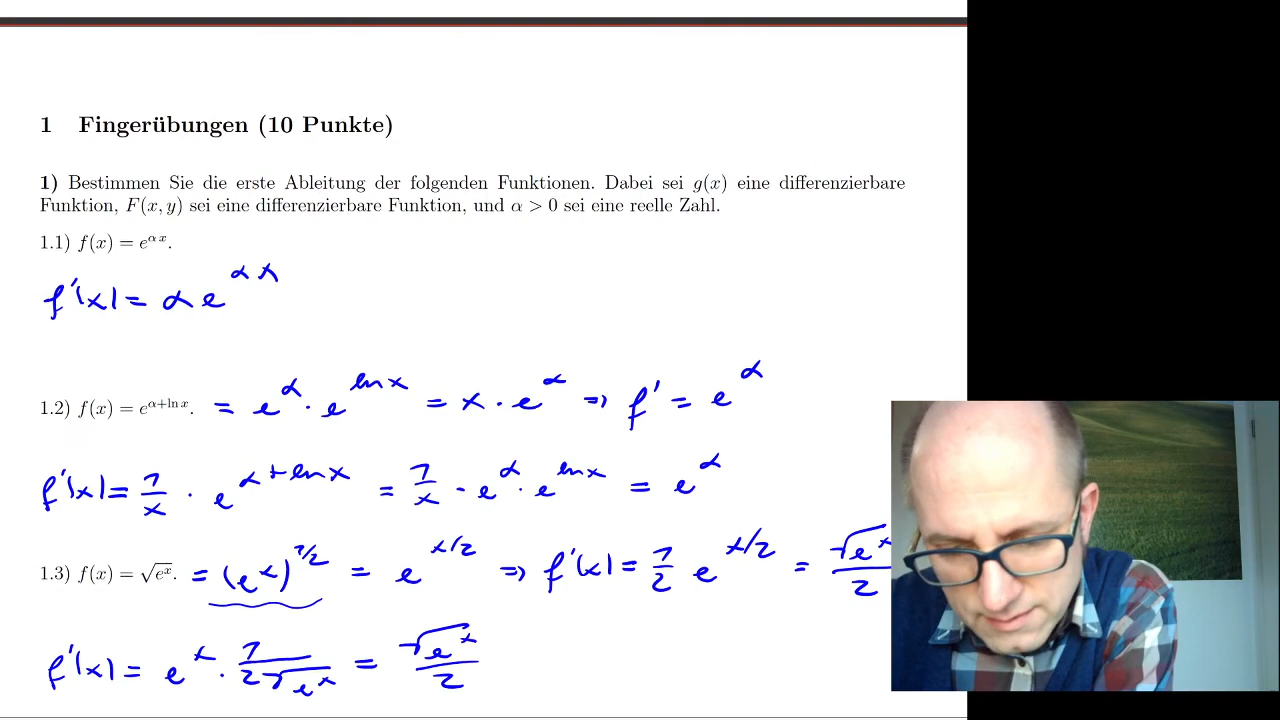 1 Fingerübungen (10 Punkte)
1) Bestimmen Sie die erste Ableitung der folgenden Funktionen. Dabei sei g(x) eine differenzierbare
Funktion, F(x, y) sei eine differenzierbare Funktion, und α > 0 sei eine reelle Zahl.
1.1) f(x) = e^{α x}.
f'(x) = α e^{α x}
1.2) f(x) = e^{α+ln x}. = e^α · e^{ln x} = x · e^α ⇒ f' = e^α
f'(x) = 1/x · e^{α + ln x} = 1/x · e^α · e^{ln x} = e^α
1.3) f(x) = √(e^x). = (e^x)^{1/2} = e^{x/2} ⇒ f'(x) = 1/2 e^{x/2} = √(e^x)/2
f'(x) = e^x · 1/(2√(e^x)) = √(e^x)/2